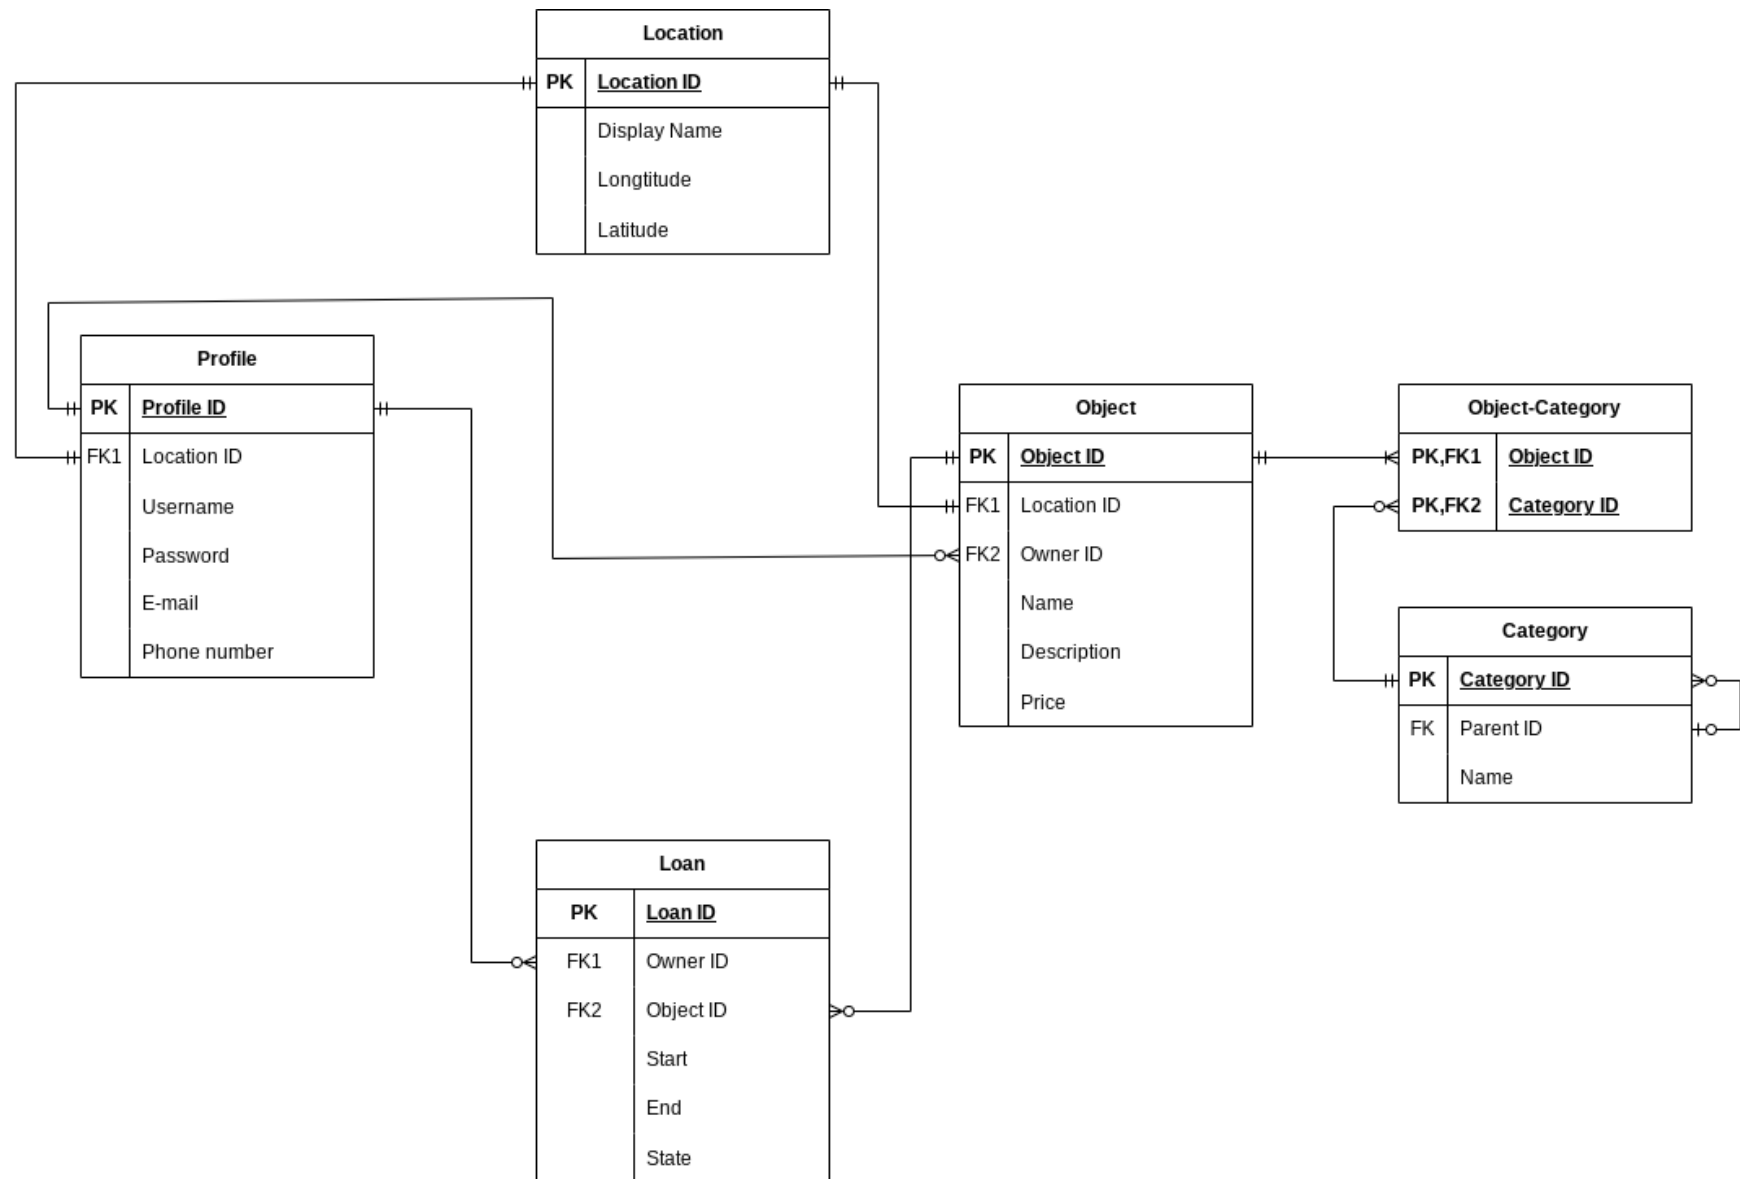 Location
PK Location ID
Display Name
Longtitude
Latitude
Profile
PK Profile ID
FK1 Location ID
Username
Password
E-mail
Phone number
Object
PK Object ID
FK1 Location ID
FK2 Owner ID
Name
Description
Price
Object-Category
PK,FK1 Object ID
PK,FK2 Category ID
Category
PK Category ID
FK Parent ID
Name
Loan
PK Loan ID
FK1 Owner ID
FK2 Object ID
Start
End
State